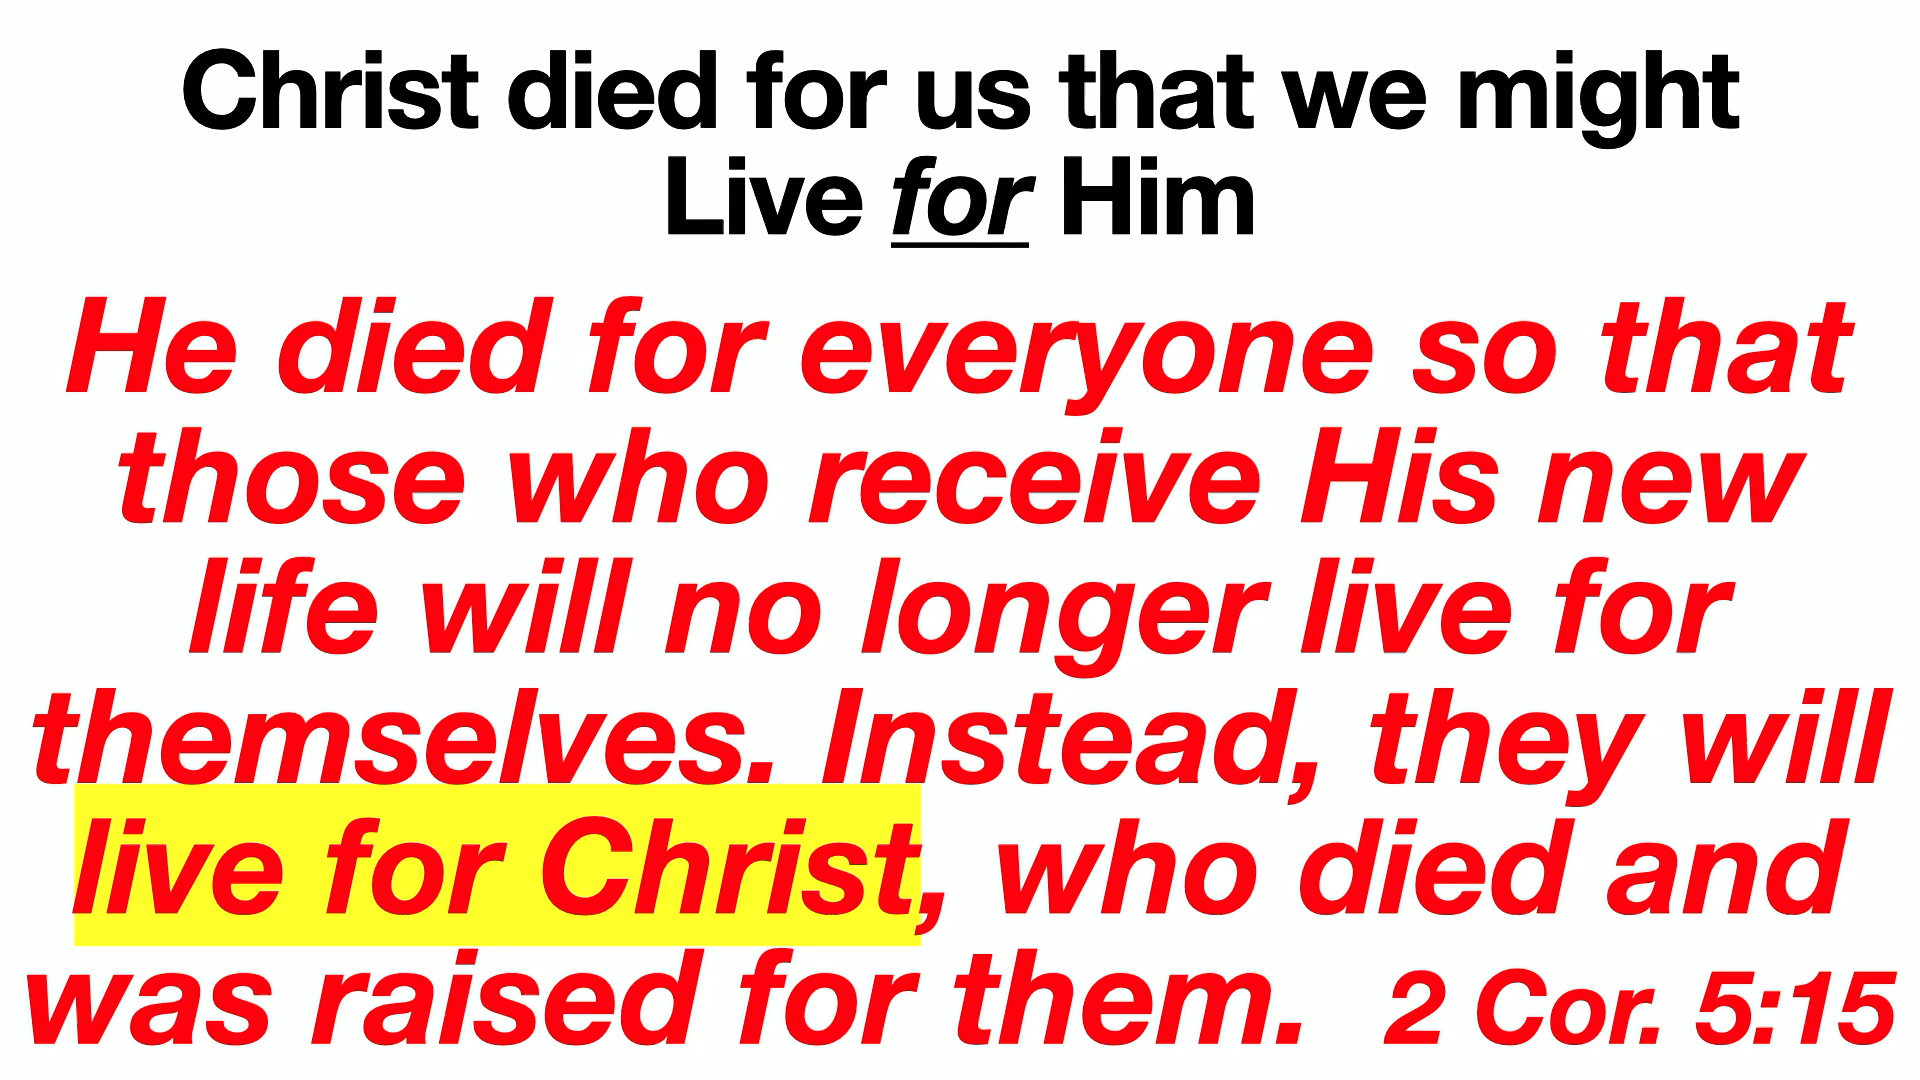 Christ died for us that we might
Live for Him
He died for everyone so that
those who receive His new
life will no longer live for
themselves. Instead, they will
live for Christ, who died and
was raised for them. 2 Cor. 5:15